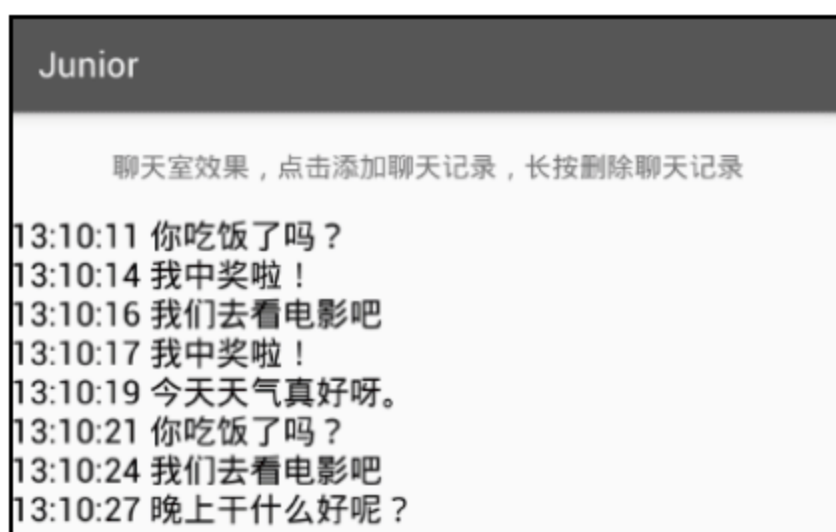 Junior
聊天室效果，点击添加聊天记录，长按删除聊天记录
13:10:11 你吃饭了吗？
13:10:14 我中奖啦！
13:10:16 我们去看电影吧
13:10:17 我中奖啦！
13:10:19 今天天气真好呀。
13:10:21 你吃饭了吗？
13:10:24 我们去看电影吧
13:10:27 晚上干什么好呢？